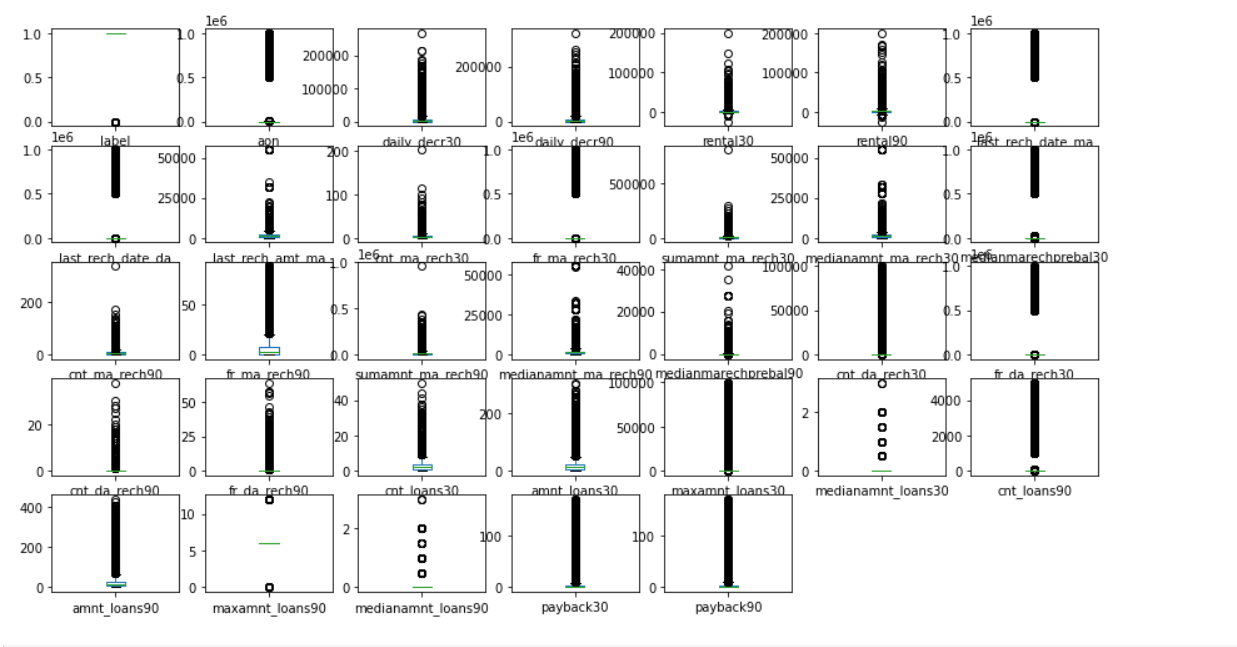 1e6 1e6
1.0 1.0 200000 200000 200000 200000 1.0
0.5 0.5 100000 100000 100000 0.5
0.0 0.0 0 0 0 0 0.0
label aon daily_decr30 daily_decr90 rental30 rental90 last_rech_date_ma
1e6 1e6 1e6
1.0 50000 200 1.0 50000 1.0
0.5 25000 100 0.5 500000 25000 0.5
0.0 0 0 0.0 0 0 0.0
last_rech_date_da last_rech_amt_ma cnt_ma_rech30 fr_ma_rech30 sumamnt_ma_rech30 medianamnt_ma_rech30 medianmarechprebal30
1e6 1e6
200 50 1.0 50000 40000 100000 1.0
0.5 25000 20000 50000 0.5
0 0 0.0 0 0 0 0.0
cnt_ma_rech90 fr_ma_rech90 sumamnt_ma_rech90 medianamnt_ma_rech90 medianmarechprebal90 cnt_da_rech30 fr_da_rech30
20 50 40 200 100000 2 4000
25 20 50000 2000
0 0 0 0 0 0 0
cnt_da_rech90 fr_da_rech90 cnt_loans30 amnt_loans30 maxamnt_loans30 medianamnt_loans30 cnt_loans90
400 10 2 100 100
200 5
0 0 0 0 0
amnt_loans90 maxamnt_loans90 medianamnt_loans90 payback30 payback90